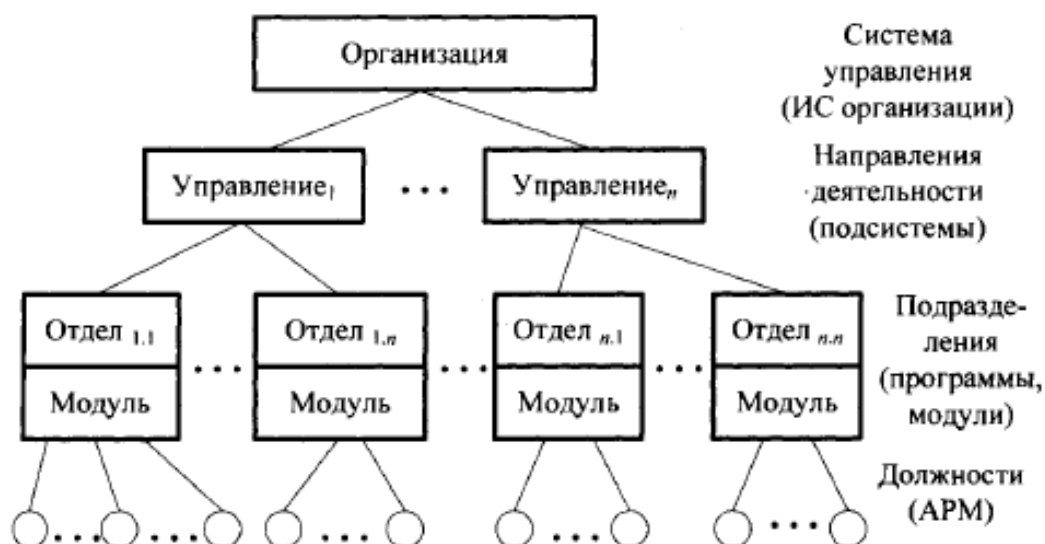 Организация
Система
управления
(ИС организации)
Управление1
...
Управлениеn
Направления
деятельности
(подсистемы)
Отдел 1.1
Модуль
...
Отдел 1.n
Модуль
...
Отдел n.1
Модуль
...
Отдел n.n
Модуль
Подразде-
ления
(программы,
модули)
... ...
...
...
...
Должности
(АРМ)